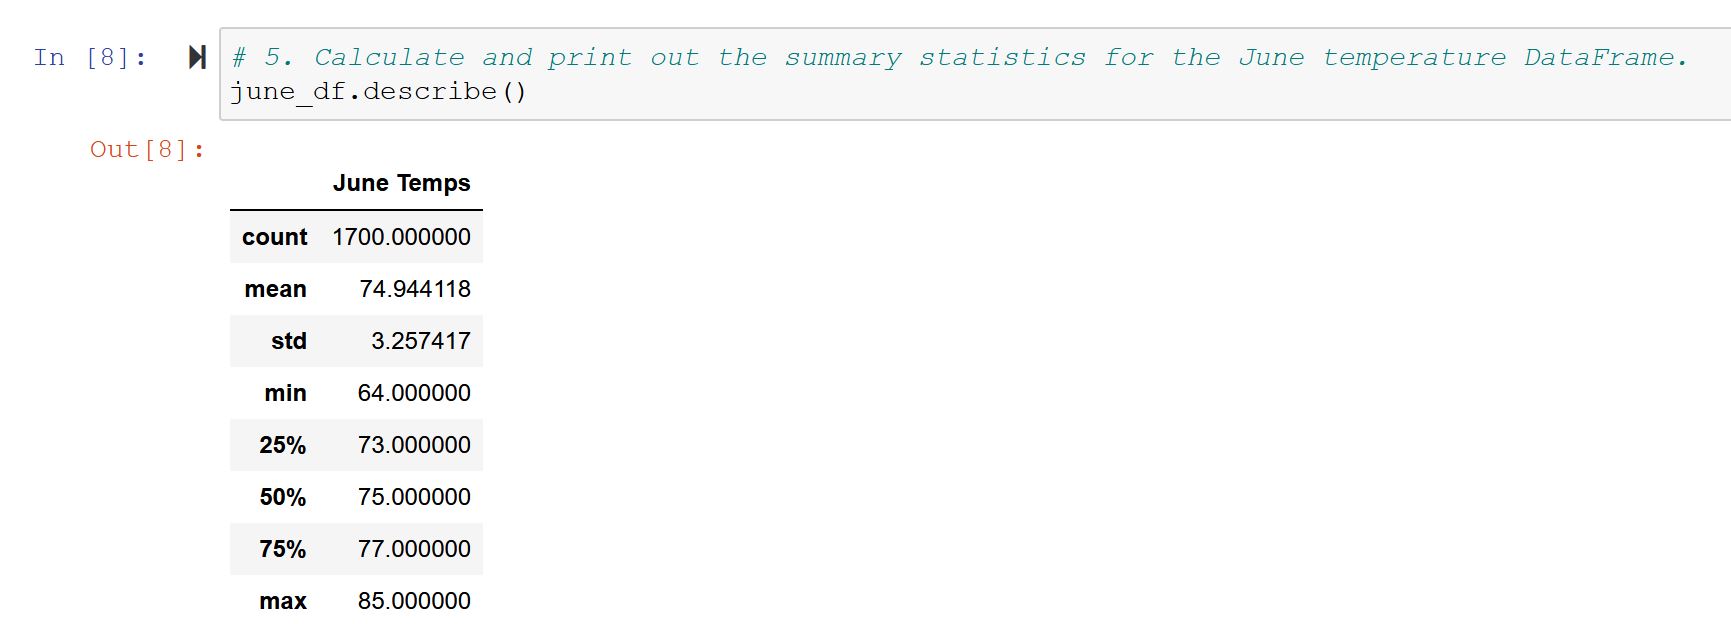 In [8]: # 5. Calculate and print out the summary statistics for the June temperature DataFrame.
june_df.describe()
Out[8]:
June Temps
count 1700.000000
mean 74.944118
std 3.257417
min 64.000000
25% 73.000000
50% 75.000000
75% 77.000000
max 85.000000